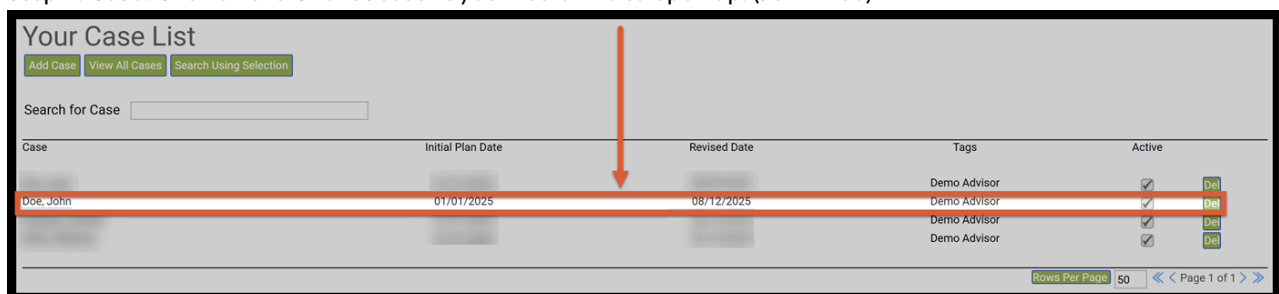 Your Case List
Add Case View All Cases Search Using Selection
Search for Case
Case Initial Plan Date Revised Date Tags Active
Demo Advisor Del
Doe, John 01/01/2025 08/12/2025 Demo Advisor Del
Demo Advisor Del
Demo Advisor Del
Rows Per Page 50 Page 1 of 1